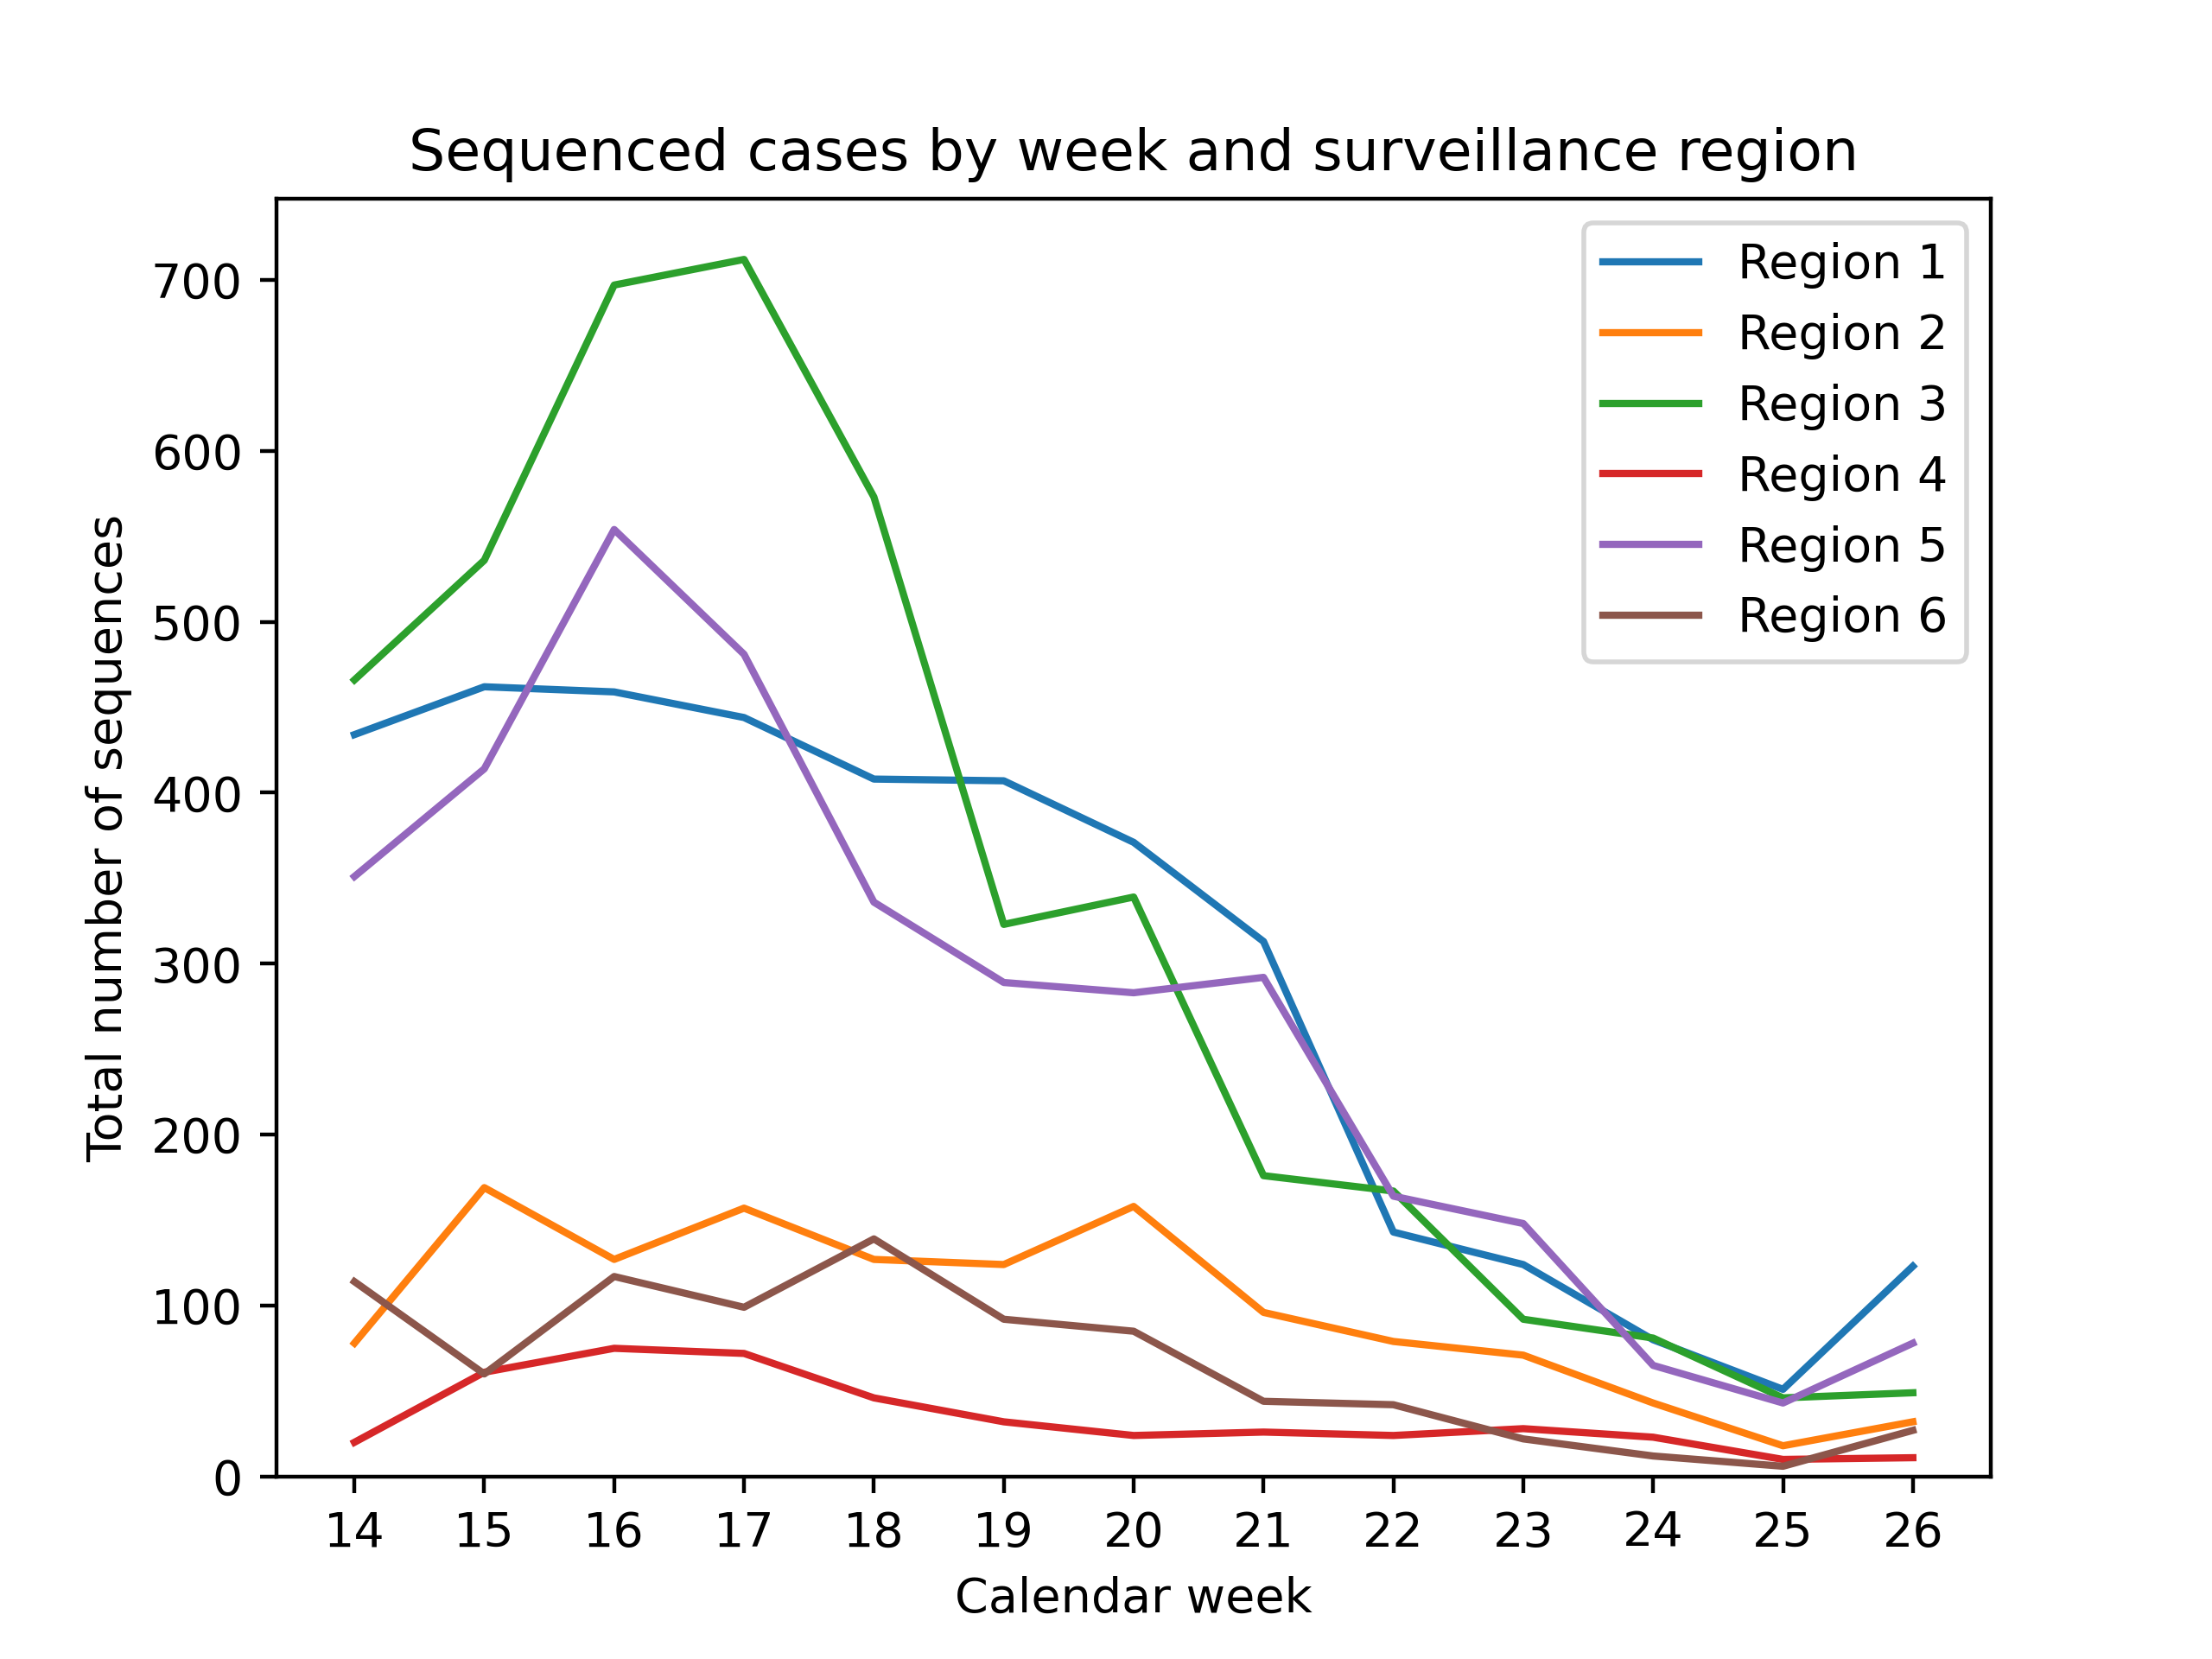 Sequenced cases by week and surveillance region
Region 1
Region 2
Region 3
Region 4
Region 5
Region 6
Total number of sequences
700
600
500
400
300
200
100
0
14 15 16 17 18 19 20 21 22 23 24 25 26
Calendar week